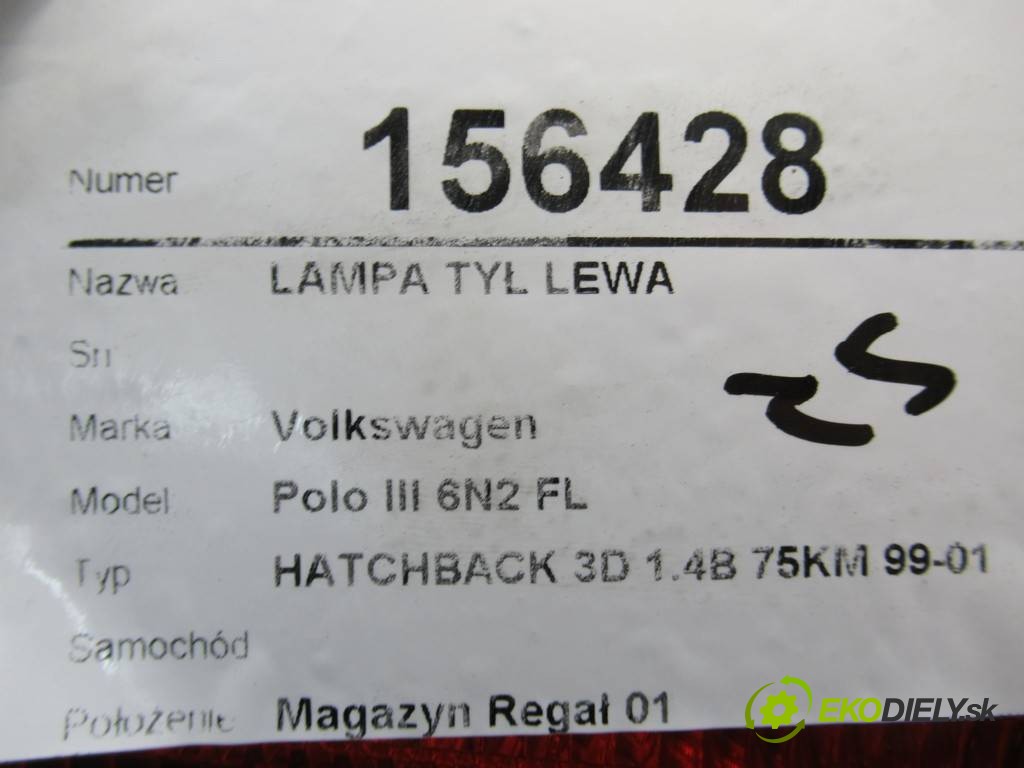 Numer 156428
Nazwa LAMPA TYŁ LEWA
Sn
Marka Volkswagen
Model Polo III 6N2 FL
Typ HATCHBACK 3D 1.4B 75KM 99-01
Samochód
Położenie Magazyn Regał 01
EKODIELY.sk